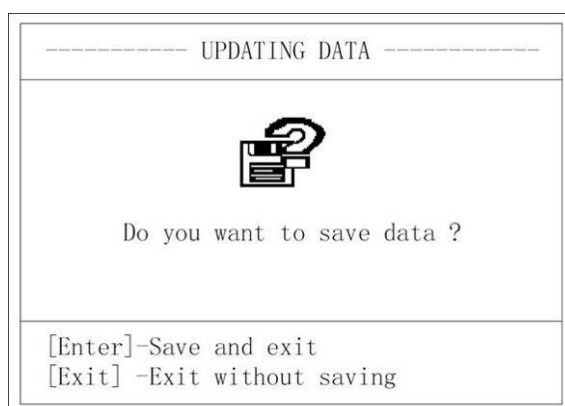 ----------- UPDATING DATA ------------
Do you want to save data ?
[Enter]-Save and exit
[Exit] -Exit without saving